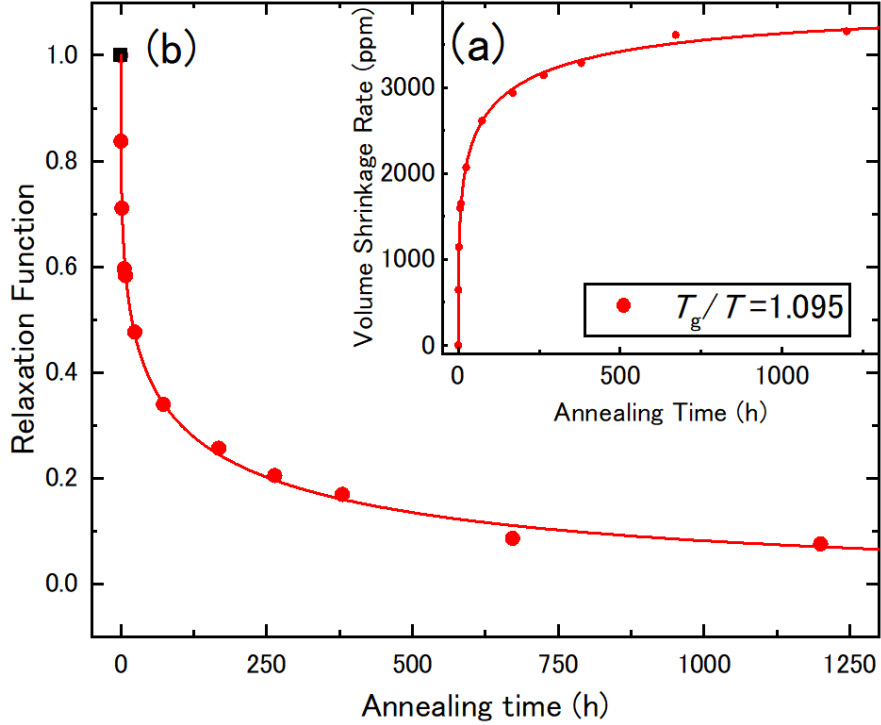 (b)
(a)
1.0
0.8
0.6
0.4
0.2
0.0
Relaxation Function
0
250
500
750
1000
1250
Annealing time (h)
3000
2000
1000
0
Volume Shrinkage Rate (ppm)
T_g / T = 1.095
0
500
1000
Annealing Time (h)